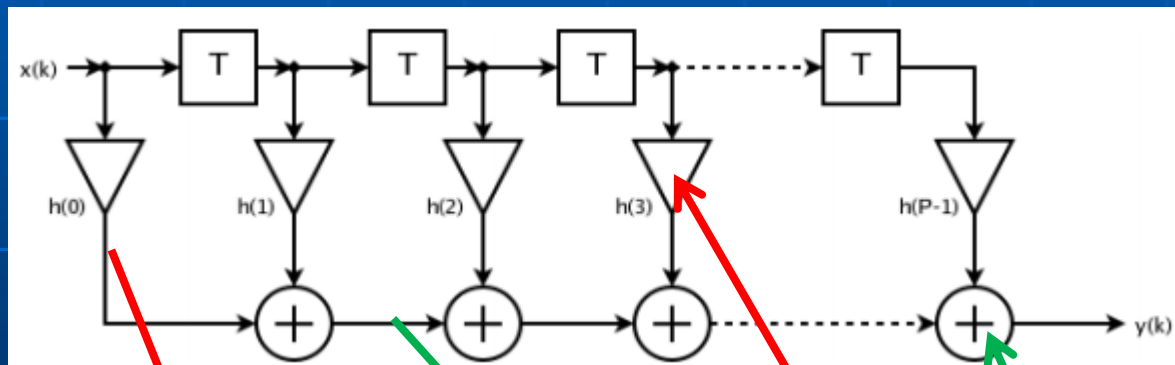 x(k) T T T T
h(0) h(1) h(2) h(3) h(P-1)
+ + + + y(k)